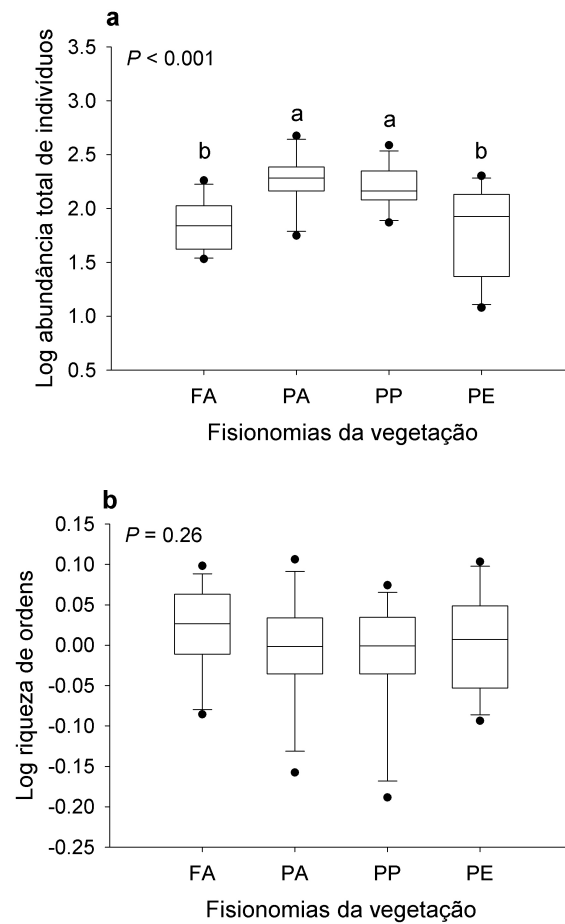 a
P < 0.001
Log abundância total de indivíduos
3.5
3.0
2.5
2.0
1.5
1.0
0.5
b
a
a
b
FA
PA
PP
PE
Fisionomias da vegetação
b
P = 0.26
Log riqueza de ordens
0.15
0.10
0.05
0.00
-0.05
-0.10
-0.15
-0.20
-0.25
FA
PA
PP
PE
Fisionomias da vegetação